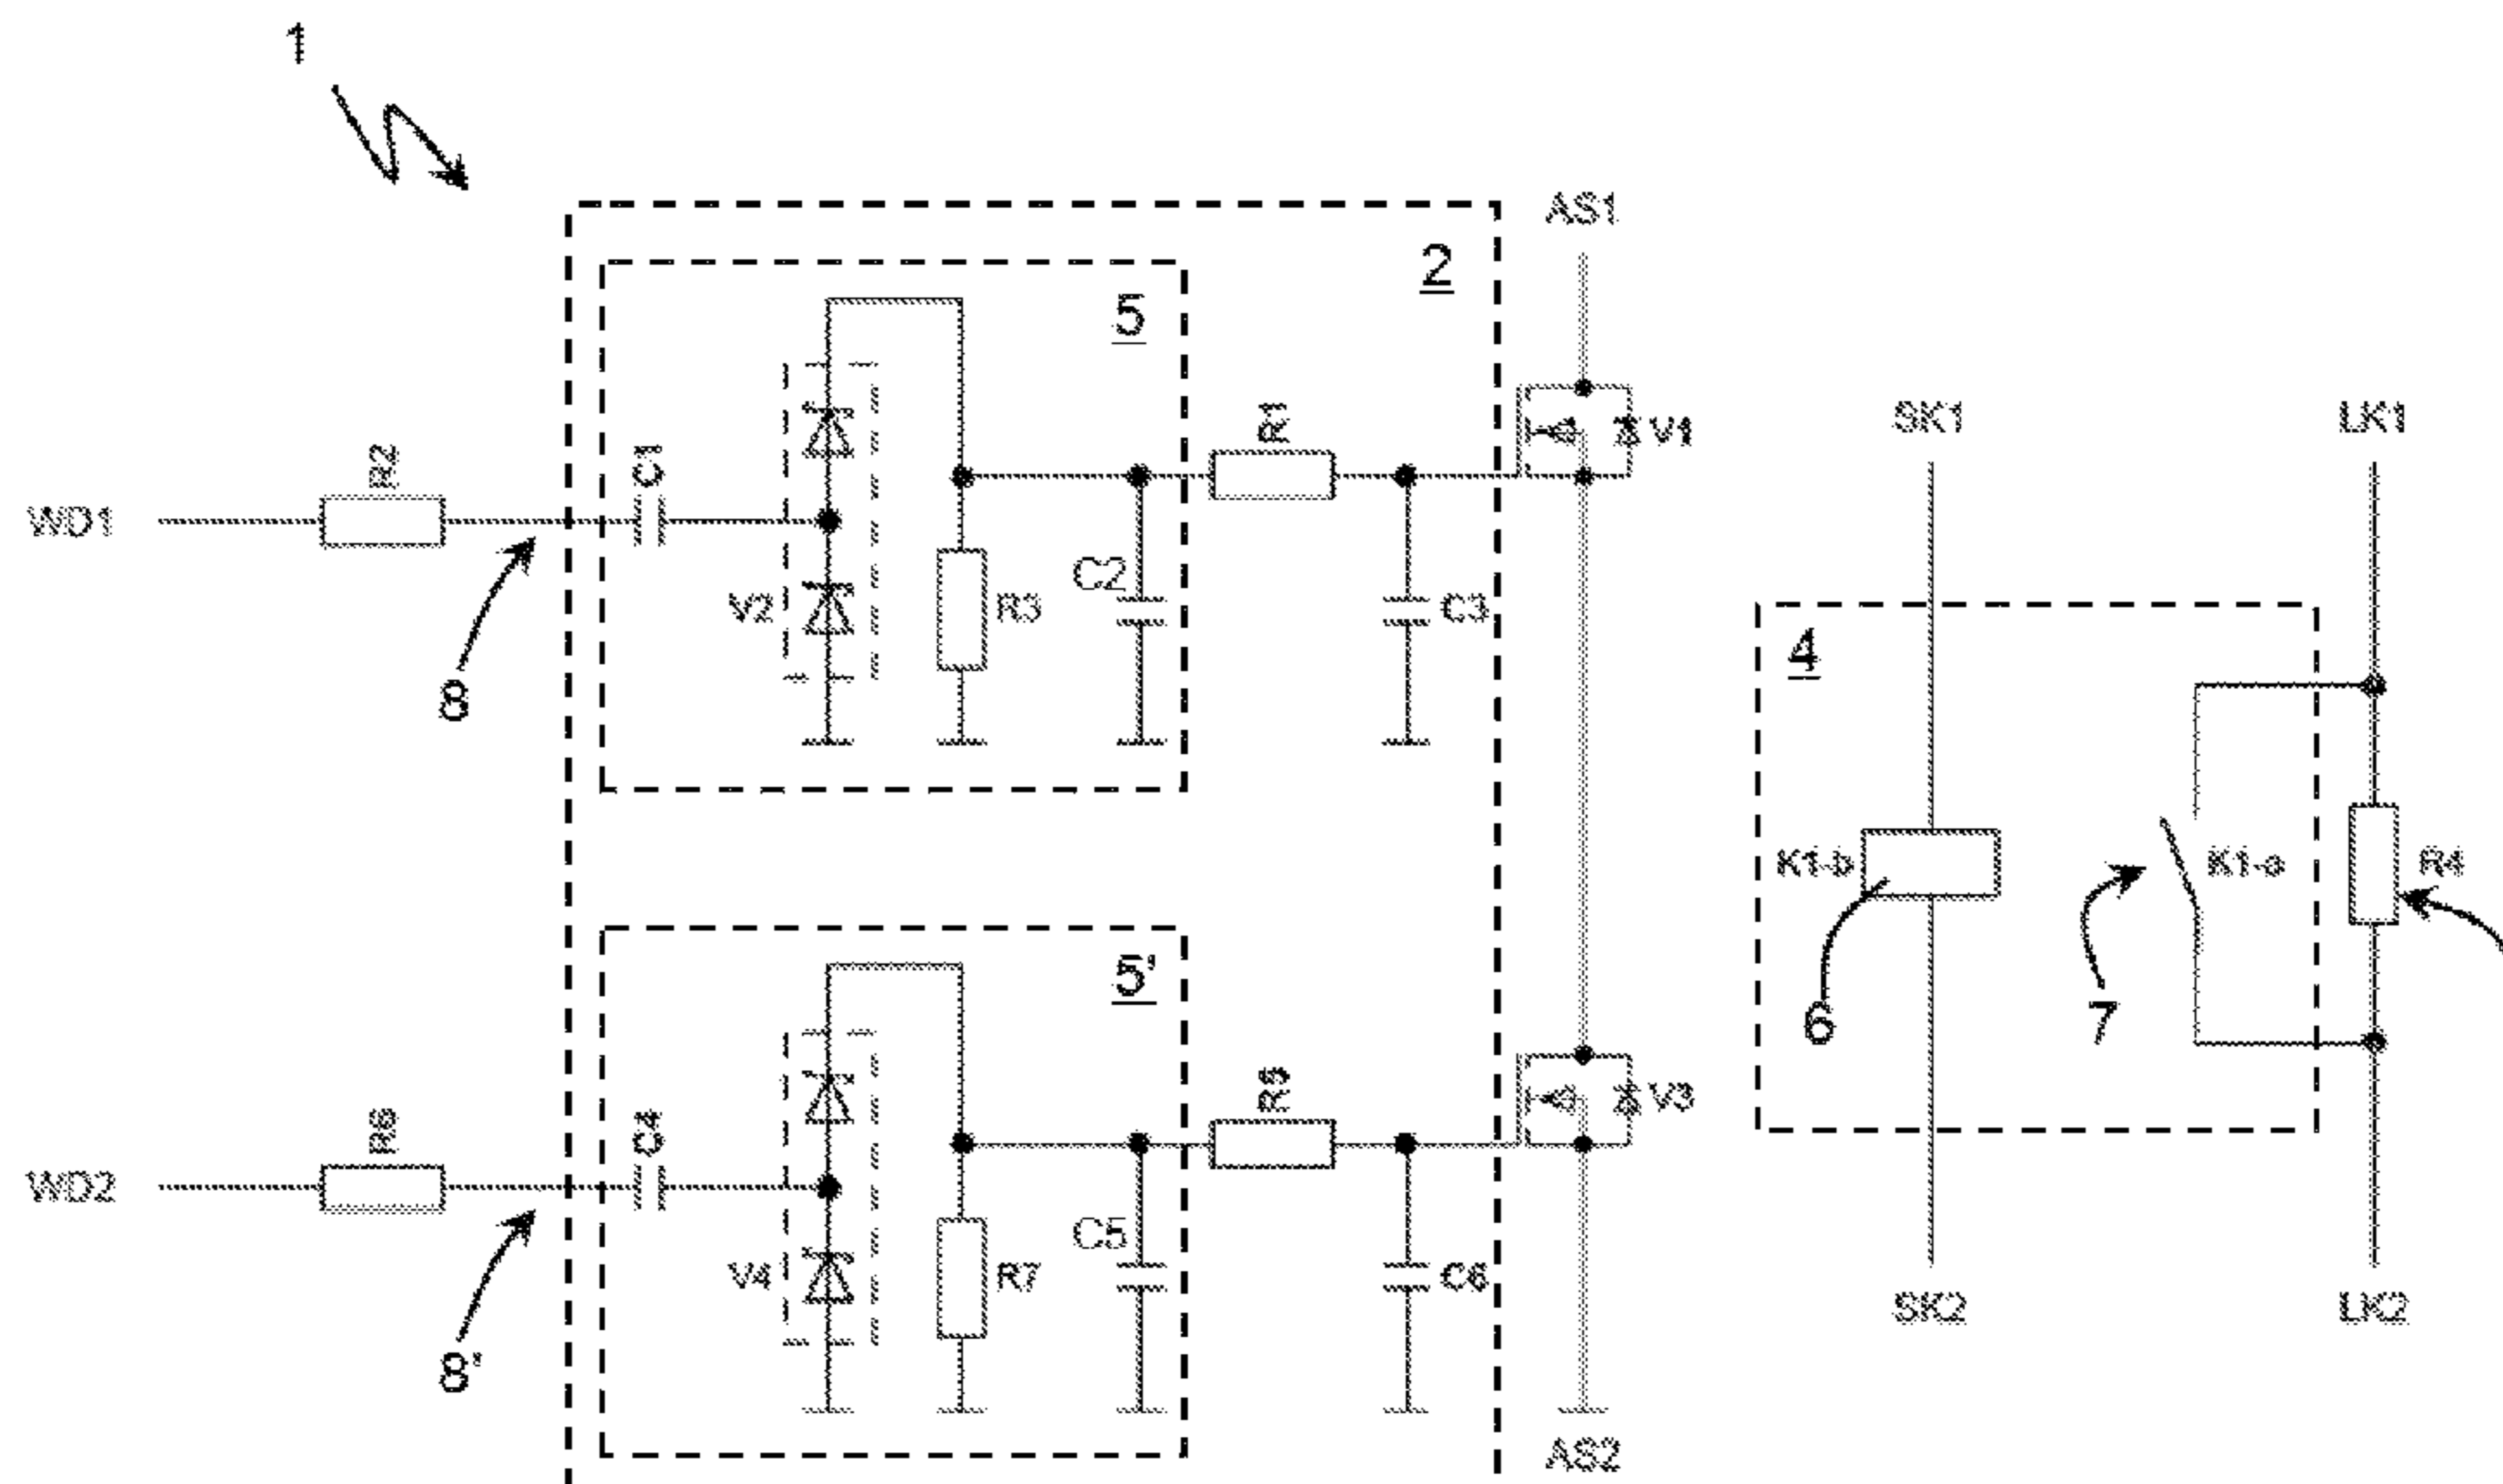 1
AS1
2
5
R2
C1
R1
V1
SK1
LK1
WD1
V2
R3
C2
C3
8
4
K1-b
K1-a
R4
5'
6
7
R6
C4
R5
V3
WD2
V4
R7
C5
C6
8'
SK2
LK2
AS2